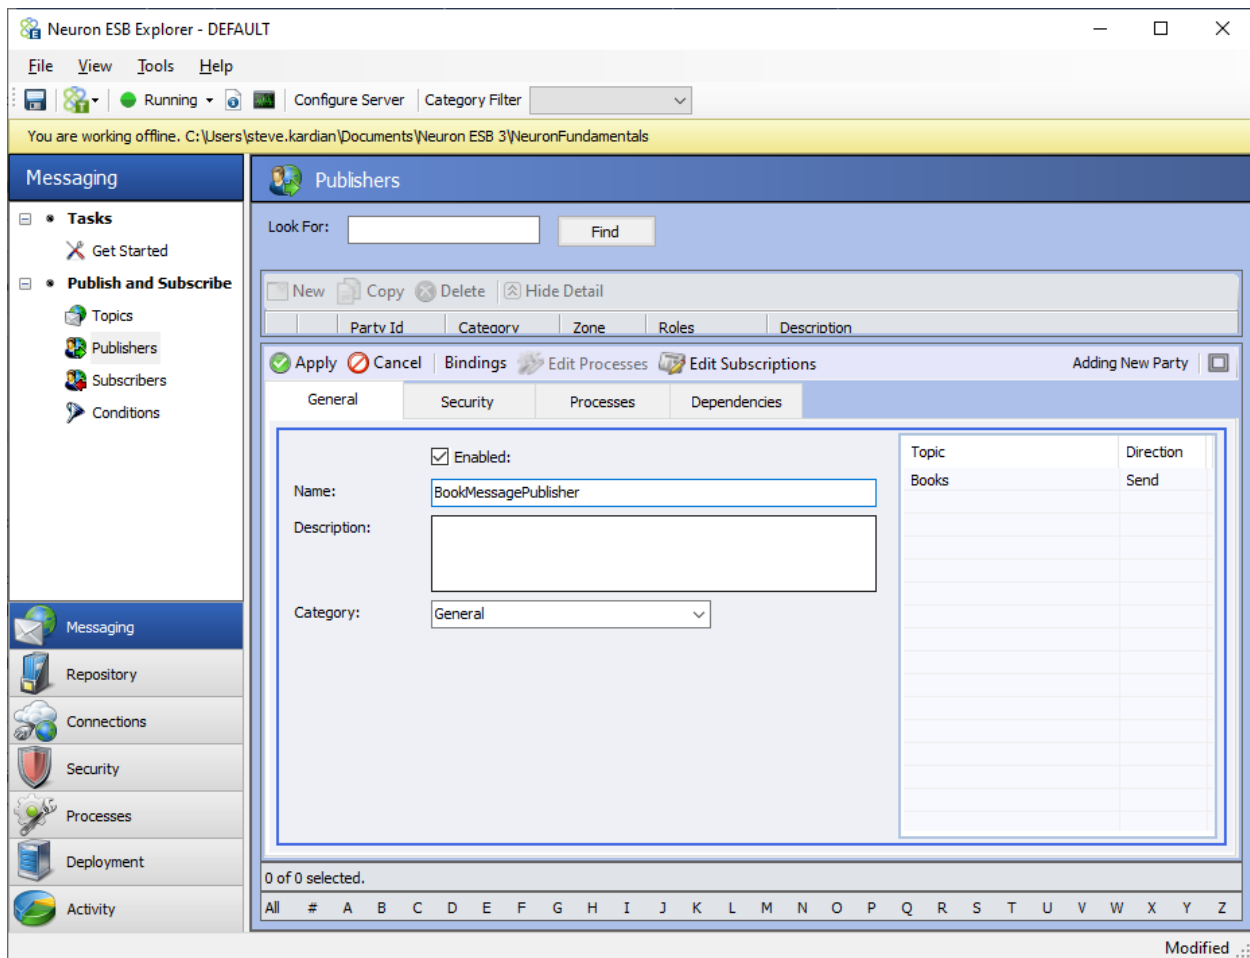 Neuron ESB Explorer - DEFAULT
File View Tools Help
Running Configure Server Category Filter
You are working offline. C:\Users\steve.kardian\Documents\Neuron ESB 3\NeuronFundamentals
Messaging
Tasks
Get Started
Publish and Subscribe
Topics
Publishers
Subscribers
Conditions
Messaging
Repository
Connections
Security
Processes
Deployment
Activity
Publishers
Look For: Find
New Copy Delete Hide Detail
Party Id Category Zone Roles Description
Apply Cancel Bindings Edit Processes Edit Subscriptions Adding New Party
General Security Processes Dependencies
Enabled:
Name: BookMessagePublisher
Description:
Category: General
Topic Direction
Books Send
0 of 0 selected.
All # A B C D E F G H I J K L M N O P Q R S T U V W X Y Z
Modified